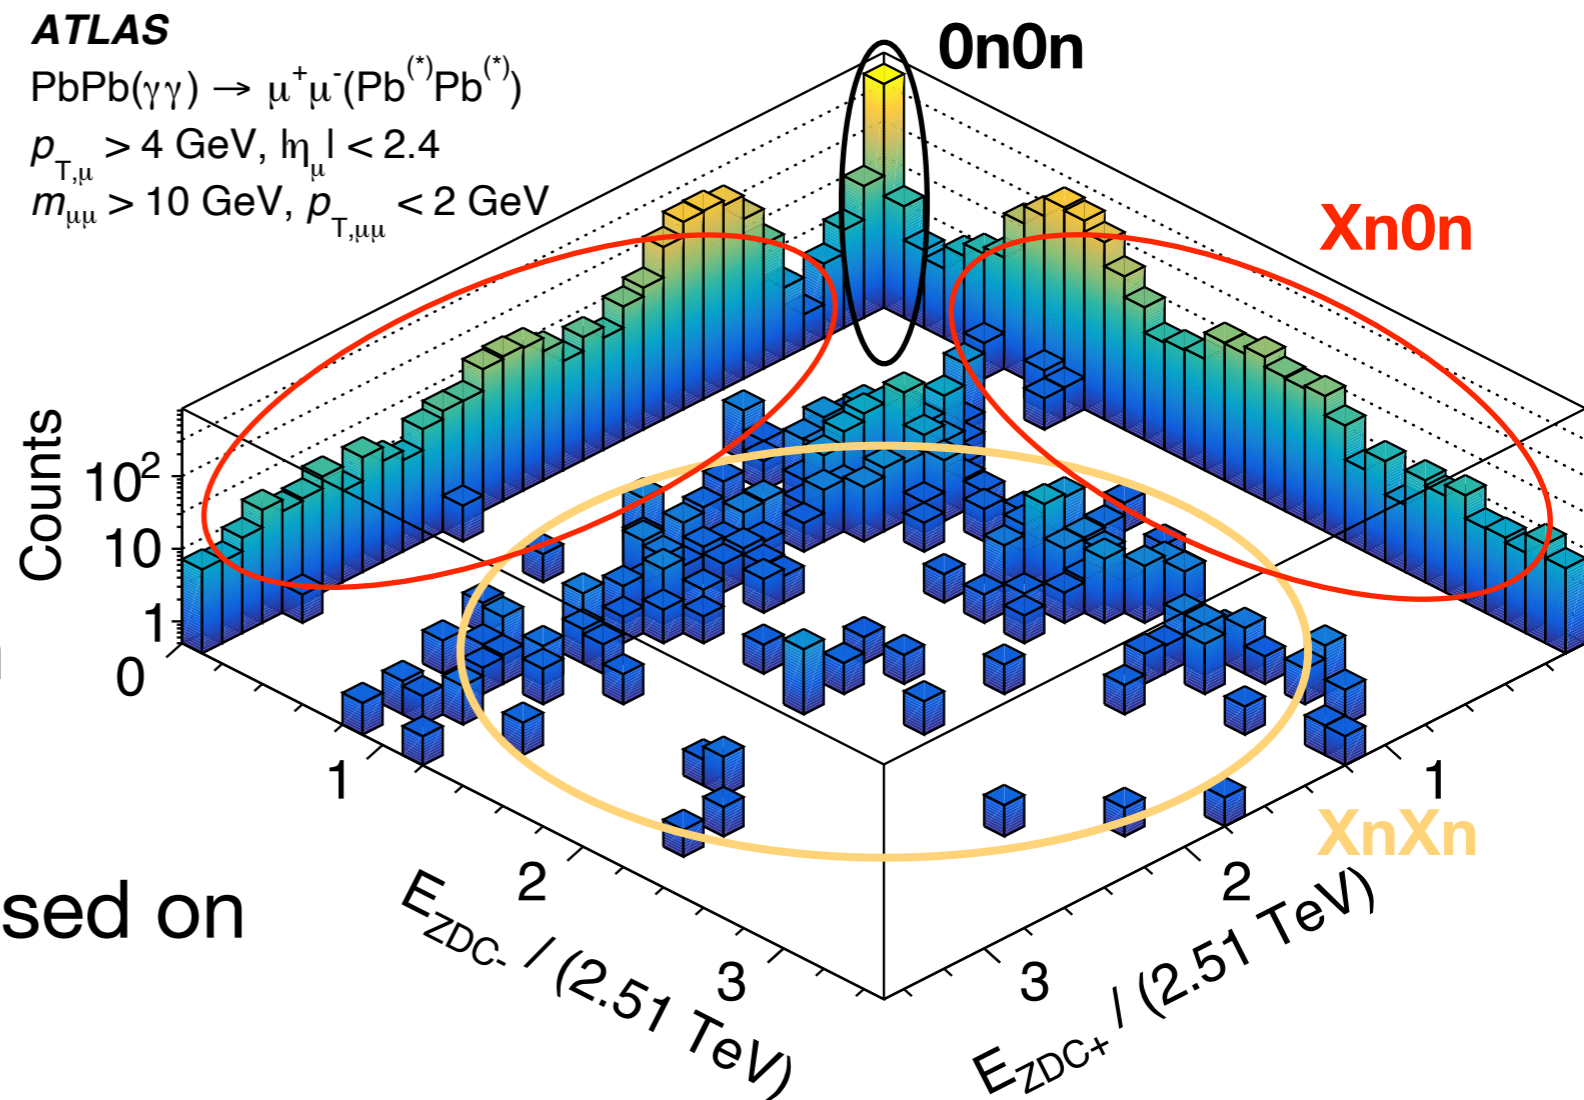 ATLAS
PbPb(γγ) → μ⁺μ⁻(Pb⁽*⁾Pb⁽*⁾)
p_T,μ > 4 GeV, |η_μ| < 2.4
m_μμ > 10 GeV, p_T,μμ < 2 GeV
0n0n
Xn0n
XnXn
Counts
10²
10
1
0
1
2
3
E_ZDC- / (2.51 TeV)
1
2
3
E_ZDC+ / (2.51 TeV)
sed on